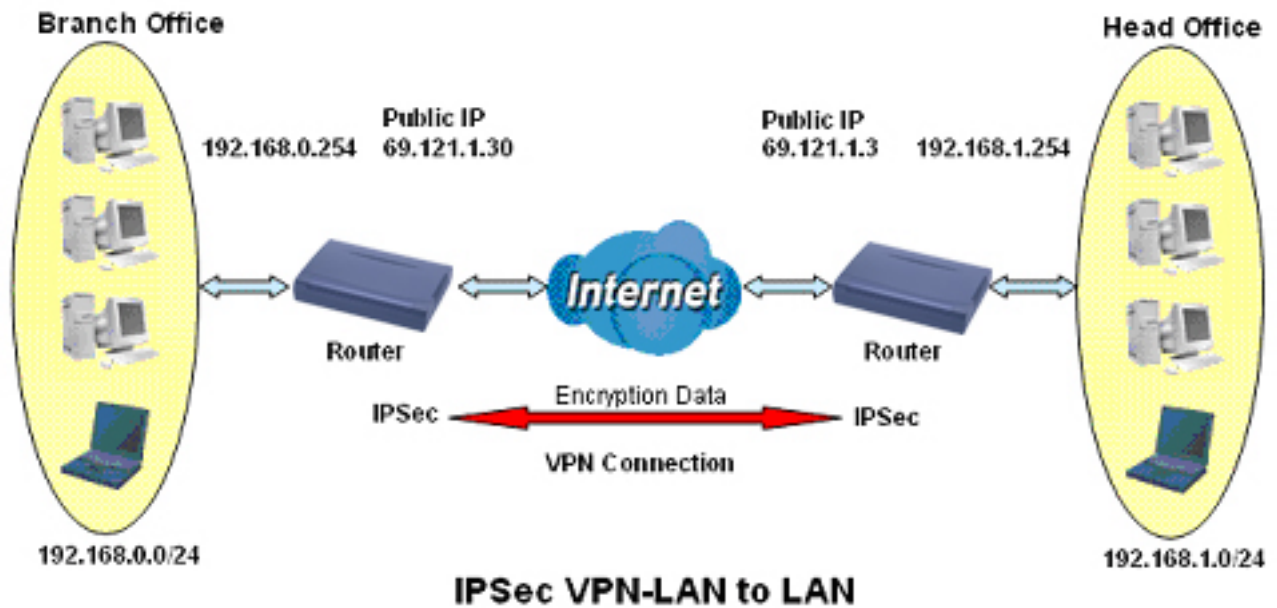 Branch Office
Head Office
Public IP
69.121.1.30
192.168.0.254
Public IP
69.121.1.3
192.168.1.254
Internet
Router
Router
Encryption Data
IPSec
IPSec
VPN Connection
192.168.0.0/24
192.168.1.0/24
IPSec VPN-LAN to LAN